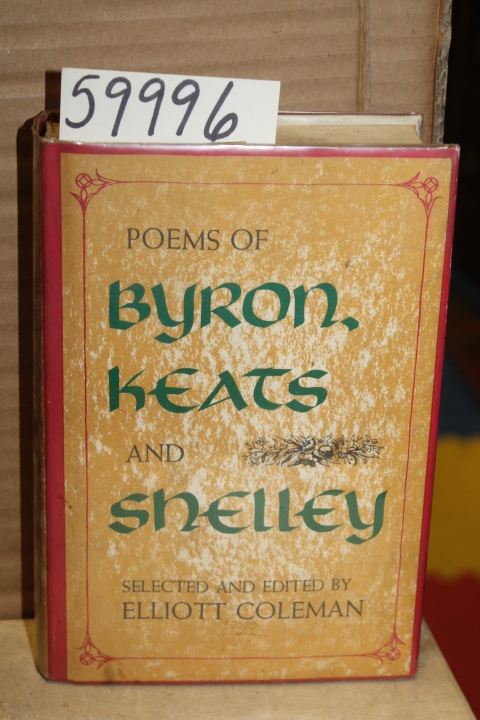 59996
POEMS OF
BYRON,
KEATS
AND
SHELLEY
SELECTED AND EDITED BY
ELLIOTT COLEMAN